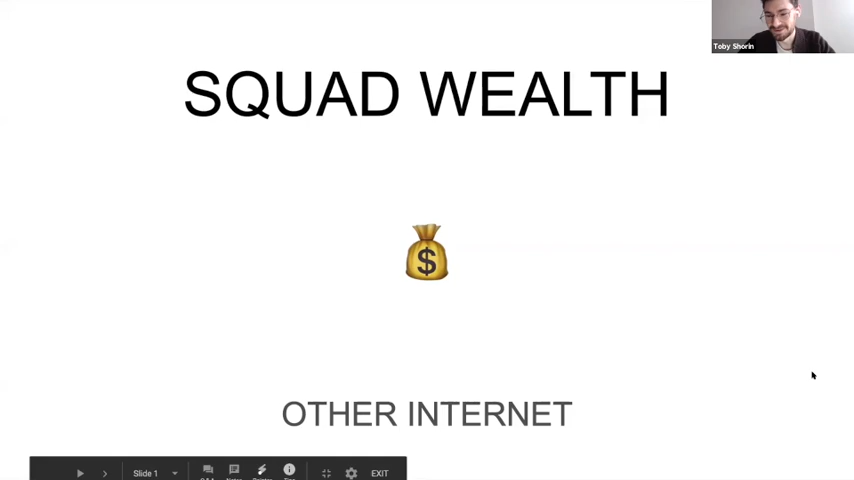 Toby Shorin
SQUAD WEALTH
$
OTHER INTERNET
Slide 1
EXIT